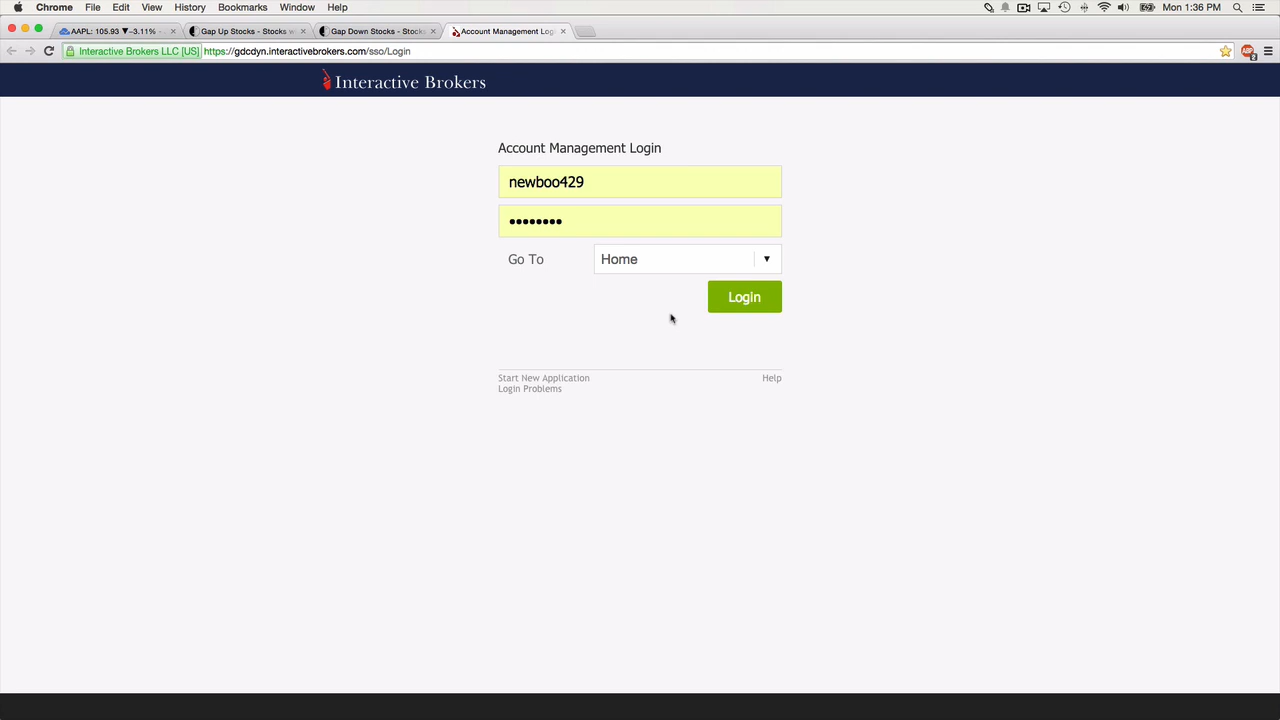 Chrome File Edit View History Bookmarks Window Help Mon 1:36 PM
AAPL: 105.93 ▼-3.11% Gap Up Stocks - Stocks w Gap Down Stocks - Stocks Account Management Logi
Interactive Brokers LLC [US] https://gdcdyn.interactivebrokers.com/sso/Login
Interactive Brokers
Account Management Login
newboo429
••••••••
Go To Home
Login
Start New Application Help
Login Problems